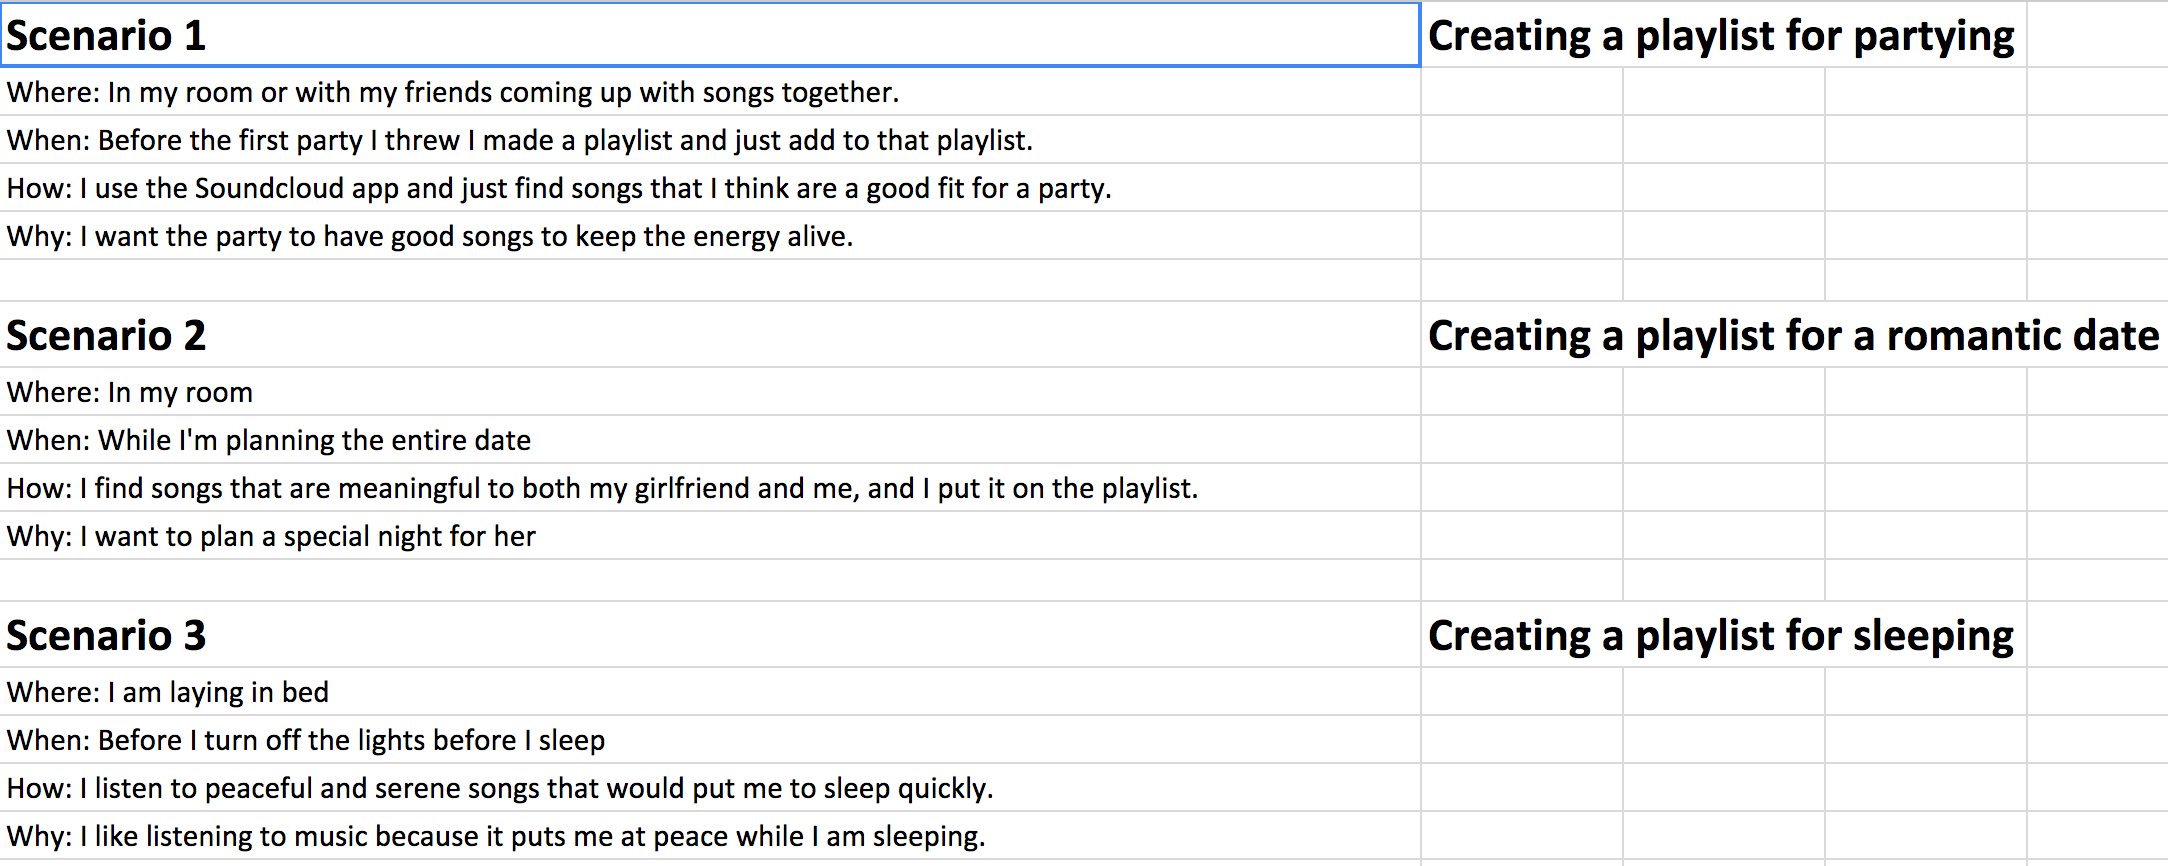 Scenario 1 Creating a playlist for partying
Where: In my room or with my friends coming up with songs together.
When: Before the first party I threw I made a playlist and just add to that playlist.
How: I use the Soundcloud app and just find songs that I think are a good fit for a party.
Why: I want the party to have good songs to keep the energy alive.
Scenario 2 Creating a playlist for a romantic date
Where: In my room
When: While I'm planning the entire date
How: I find songs that are meaningful to both my girlfriend and me, and I put it on the playlist.
Why: I want to plan a special night for her
Scenario 3 Creating a playlist for sleeping
Where: I am laying in bed
When: Before I turn off the lights before I sleep
How: I listen to peaceful and serene songs that would put me to sleep quickly.
Why: I like listening to music because it puts me at peace while I am sleeping.